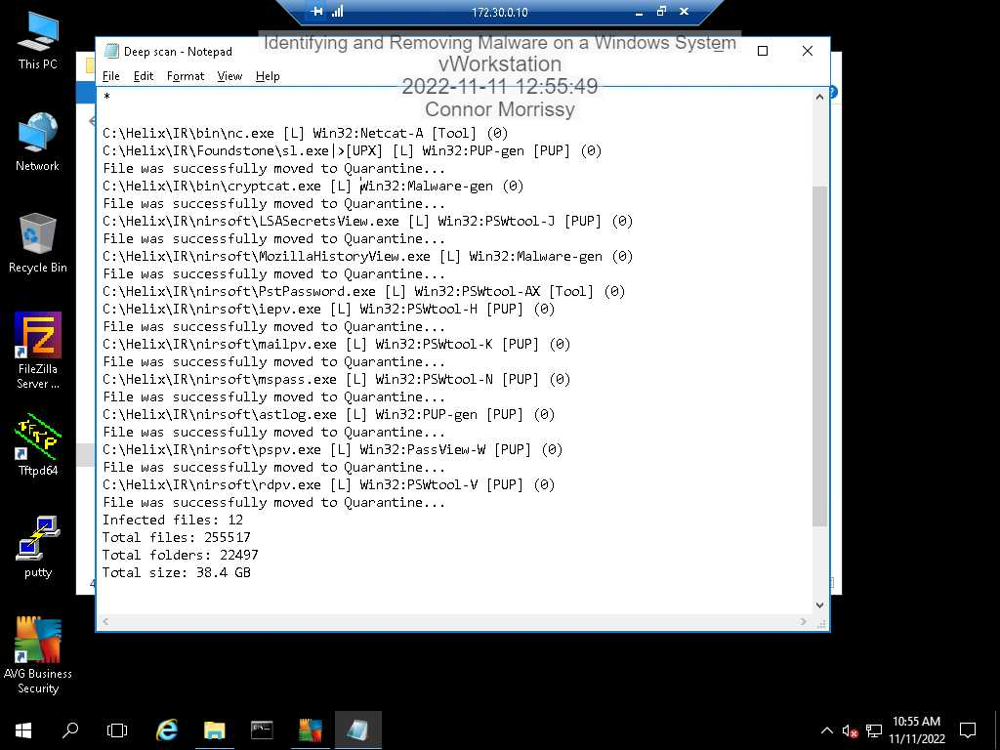 172.30.0.10
Identifying and Removing Malware on a Windows System
vWorkstation
2022-11-11 12:55:49
Connor Morrissy
This PC
Network
Recycle Bin
FileZilla
Server ...
Tftpd64
putty
AVG Business
Security
Deep scan - Notepad
File Edit Format View Help
*
C:\Helix\IR\bin\nc.exe [L] Win32:Netcat-A [Tool] (0)
C:\Helix\IR\Foundstone\sl.exe|>[UPX] [L] Win32:PUP-gen [PUP] (0)
File was successfully moved to Quarantine...
C:\Helix\IR\bin\cryptcat.exe [L] Win32:Malware-gen (0)
File was successfully moved to Quarantine...
C:\Helix\IR\nirsoft\LSASecretsView.exe [L] Win32:PSWtool-J [PUP] (0)
File was successfully moved to Quarantine...
C:\Helix\IR\nirsoft\MozillaHistoryView.exe [L] Win32:Malware-gen (0)
File was successfully moved to Quarantine...
C:\Helix\IR\nirsoft\PstPassword.exe [L] Win32:PSWtool-AX [Tool] (0)
C:\Helix\IR\nirsoft\iepv.exe [L] Win32:PSWtool-H [PUP] (0)
File was successfully moved to Quarantine...
C:\Helix\IR\nirsoft\mailpv.exe [L] Win32:PSWtool-K [PUP] (0)
File was successfully moved to Quarantine...
C:\Helix\IR\nirsoft\mspass.exe [L] Win32:PSWtool-N [PUP] (0)
File was successfully moved to Quarantine...
C:\Helix\IR\nirsoft\astlog.exe [L] Win32:PUP-gen [PUP] (0)
File was successfully moved to Quarantine...
C:\Helix\IR\nirsoft\pspv.exe [L] Win32:PassView-W [PUP] (0)
File was successfully moved to Quarantine...
C:\Helix\IR\nirsoft\rdpv.exe [L] Win32:PSWtool-V [PUP] (0)
File was successfully moved to Quarantine...
Infected files: 12
Total files: 255517
Total folders: 22497
Total size: 38.4 GB
10:55 AM
11/11/2022